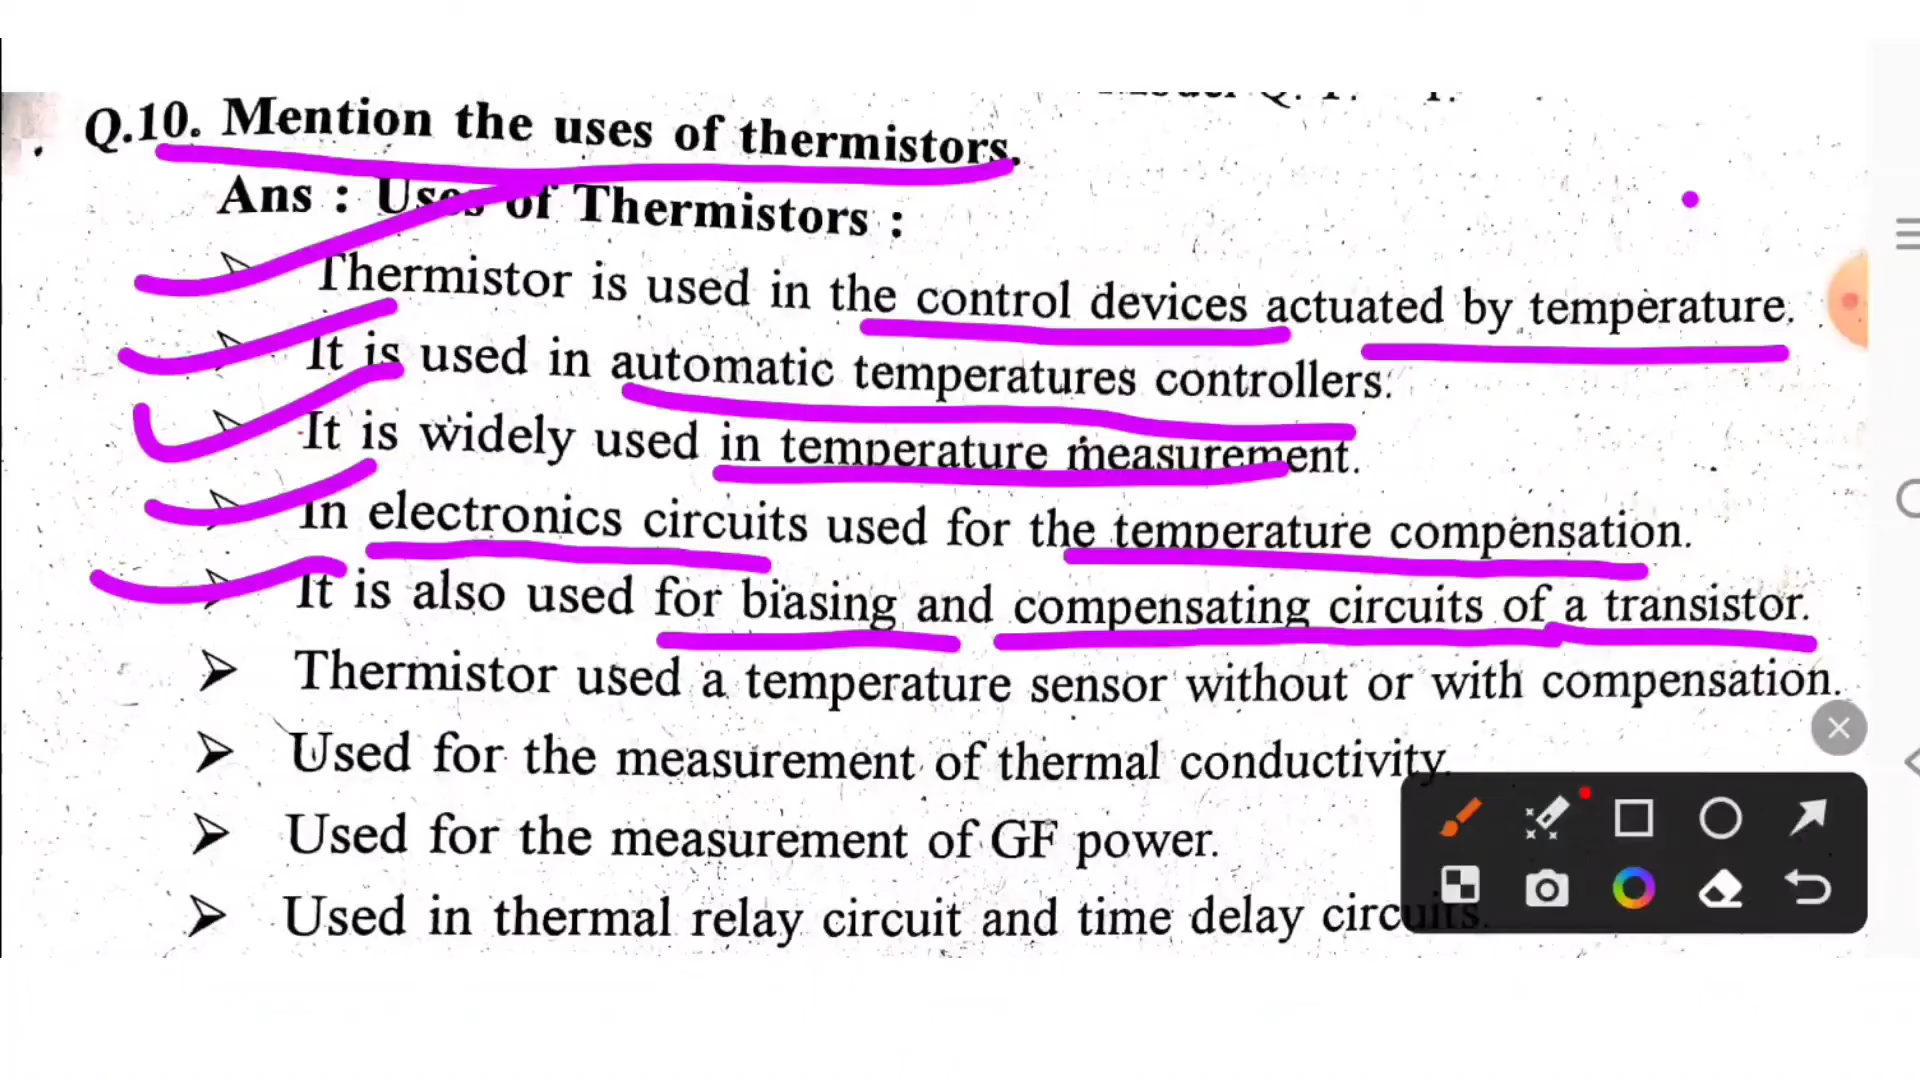 Q.10. Mention the uses of thermistors.
Ans : Uses of Thermistors :
Thermistor is used in the control devices actuated by temperature.
It is used in automatic temperatures controllers.
It is widely used in temperature measurement.
In electronics circuits used for the temperature compensation.
It is also used for biasing and compensating circuits of a transistor.
Thermistor used a temperature sensor without or with compensation.
Used for the measurement of thermal conductivity.
Used for the measurement of GF power.
Used in thermal relay circuit and time delay circuits.